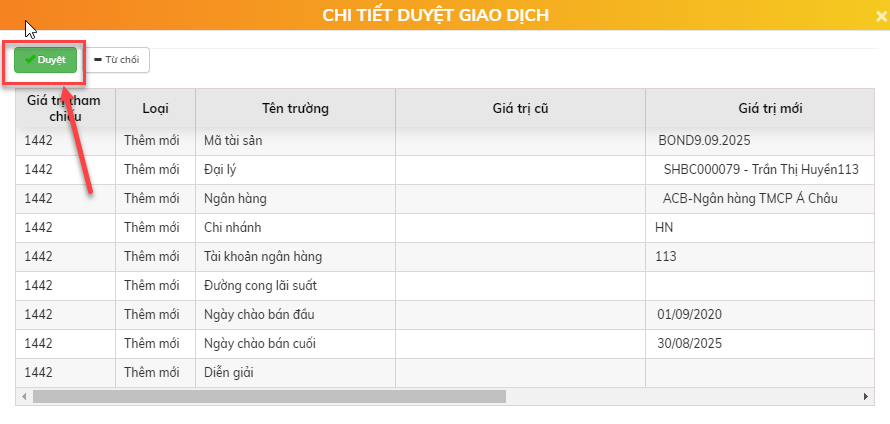 CHI TIẾT DUYỆT GIAO DỊCH
Duyệt
Từ chối
Giá trị tham chiếu Loại Tên trường Giá trị cũ Giá trị mới
1442 Thêm mới Mã tài sản BOND9.09.2025
1442 Thêm mới Đại lý SHBC000079 - Trần Thị Huyền113
1442 Thêm mới Ngân hàng ACB-Ngân hàng TMCP Á Châu
1442 Thêm mới Chi nhánh HN
1442 Thêm mới Tài khoản ngân hàng 113
1442 Thêm mới Đường cong lãi suất
1442 Thêm mới Ngày chào bán đầu 01/09/2020
1442 Thêm mới Ngày chào bán cuối 30/08/2025
1442 Thêm mới Diễn giải